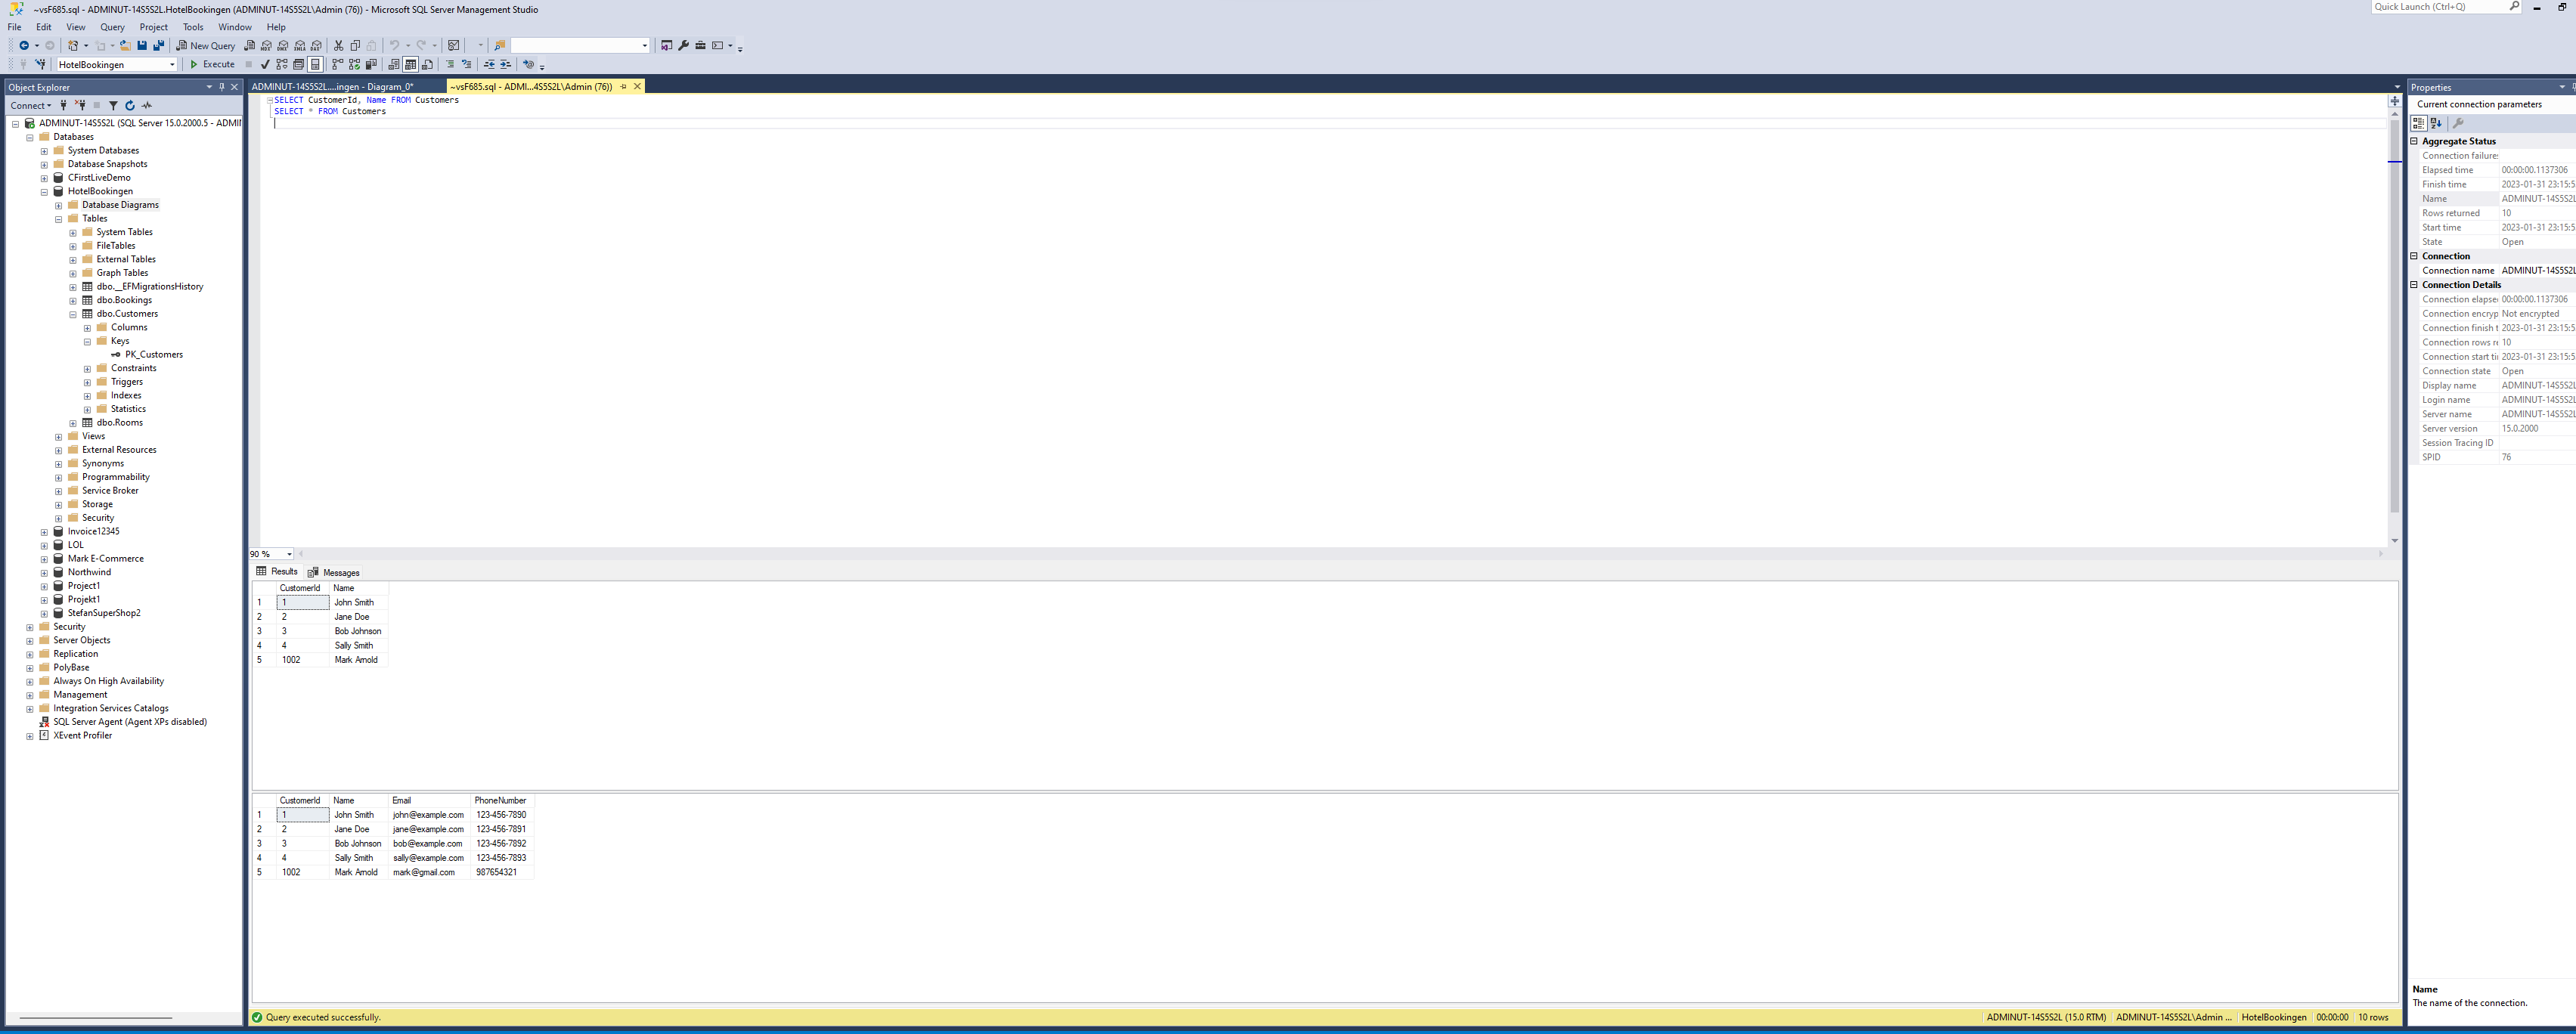 ~vsF685.sql - ADMINUT-14S5S2L.HotelBookingen (ADMINUT-14S5S2L\Admin (76)) - Microsoft SQL Server Management Studio
Quick Launch (Ctrl+Q)
File Edit View Query Project Tools Window Help
New Query
HotelBookingen Execute
Object Explorer
Connect
ADMINUT-14S5S2L (SQL Server 15.0.2000.5 - ADMI
Databases
System Databases
Database Snapshots
CFirstLiveDemo
HotelBookingen
Database Diagrams
Tables
System Tables
FileTables
External Tables
Graph Tables
dbo.__EFMigrationsHistory
dbo.Bookings
dbo.Customers
Columns
Keys
PK_Customers
Constraints
Triggers
Indexes
Statistics
dbo.Rooms
Views
External Resources
Synonyms
Programmability
Service Broker
Storage
Security
Invoice12345
LOL
Mark E-Commerce
Northwind
Project1
Projekt1
StefanSuperShop2
Security
Server Objects
Replication
PolyBase
Always On High Availability
Management
Integration Services Catalogs
SQL Server Agent (Agent XPs disabled)
XEvent Profiler
ADMINUT-14S5S2L....ingen - Diagram_0* ~vsF685.sql - ADMI...4S5S2L\Admin (76))
SELECT CustomerId, Name FROM Customers
SELECT * FROM Customers
90 %
Results Messages
CustomerId Name
1 1 John Smith
2 2 Jane Doe
3 3 Bob Johnson
4 4 Sally Smith
5 1002 Mark Arnold
CustomerId Name Email PhoneNumber
1 1 John Smith john@example.com 123-456-7890
2 2 Jane Doe jane@example.com 123-456-7891
3 3 Bob Johnson bob@example.com 123-456-7892
4 4 Sally Smith sally@example.com 123-456-7893
5 1002 Mark Arnold mark@gmail.com 987654321
Query executed successfully. ADMINUT-14S5S2L (15.0 RTM) ADMINUT-14S5S2L\Admin ... HotelBookingen 00:00:00 10 rows
Properties
Current connection parameters
Aggregate Status
Connection failures
Elapsed time 00:00:00.1137306
Finish time 2023-01-31 23:15:5
Name ADMINUT-14S5S2L
Rows returned 10
Start time 2023-01-31 23:15:5
State Open
Connection
Connection name ADMINUT-14S5S2L
Connection Details
Connection elapse 00:00:00.1137306
Connection encryp Not encrypted
Connection finish t 2023-01-31 23:15:5
Connection rows re 10
Connection start ti 2023-01-31 23:15:5
Connection state Open
Display name ADMINUT-14S5S2L
Login name ADMINUT-14S5S2L
Server name ADMINUT-14S5S2L
Server version 15.0.2000
Session Tracing ID
SPID 76
Name
The name of the connection.